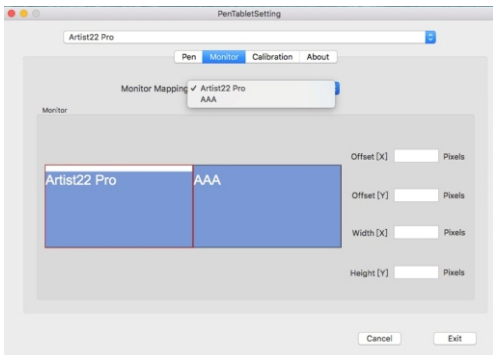 PenTabletSetting
Artist22 Pro
Pen Monitor Calibration About
Monitor Mapping ✓ Artist22 Pro
AAA
Monitor
Offset [X] Pixels
Artist22 Pro AAA
Offset [Y] Pixels
Width [X] Pixels
Height [Y] Pixels
Cancel Exit